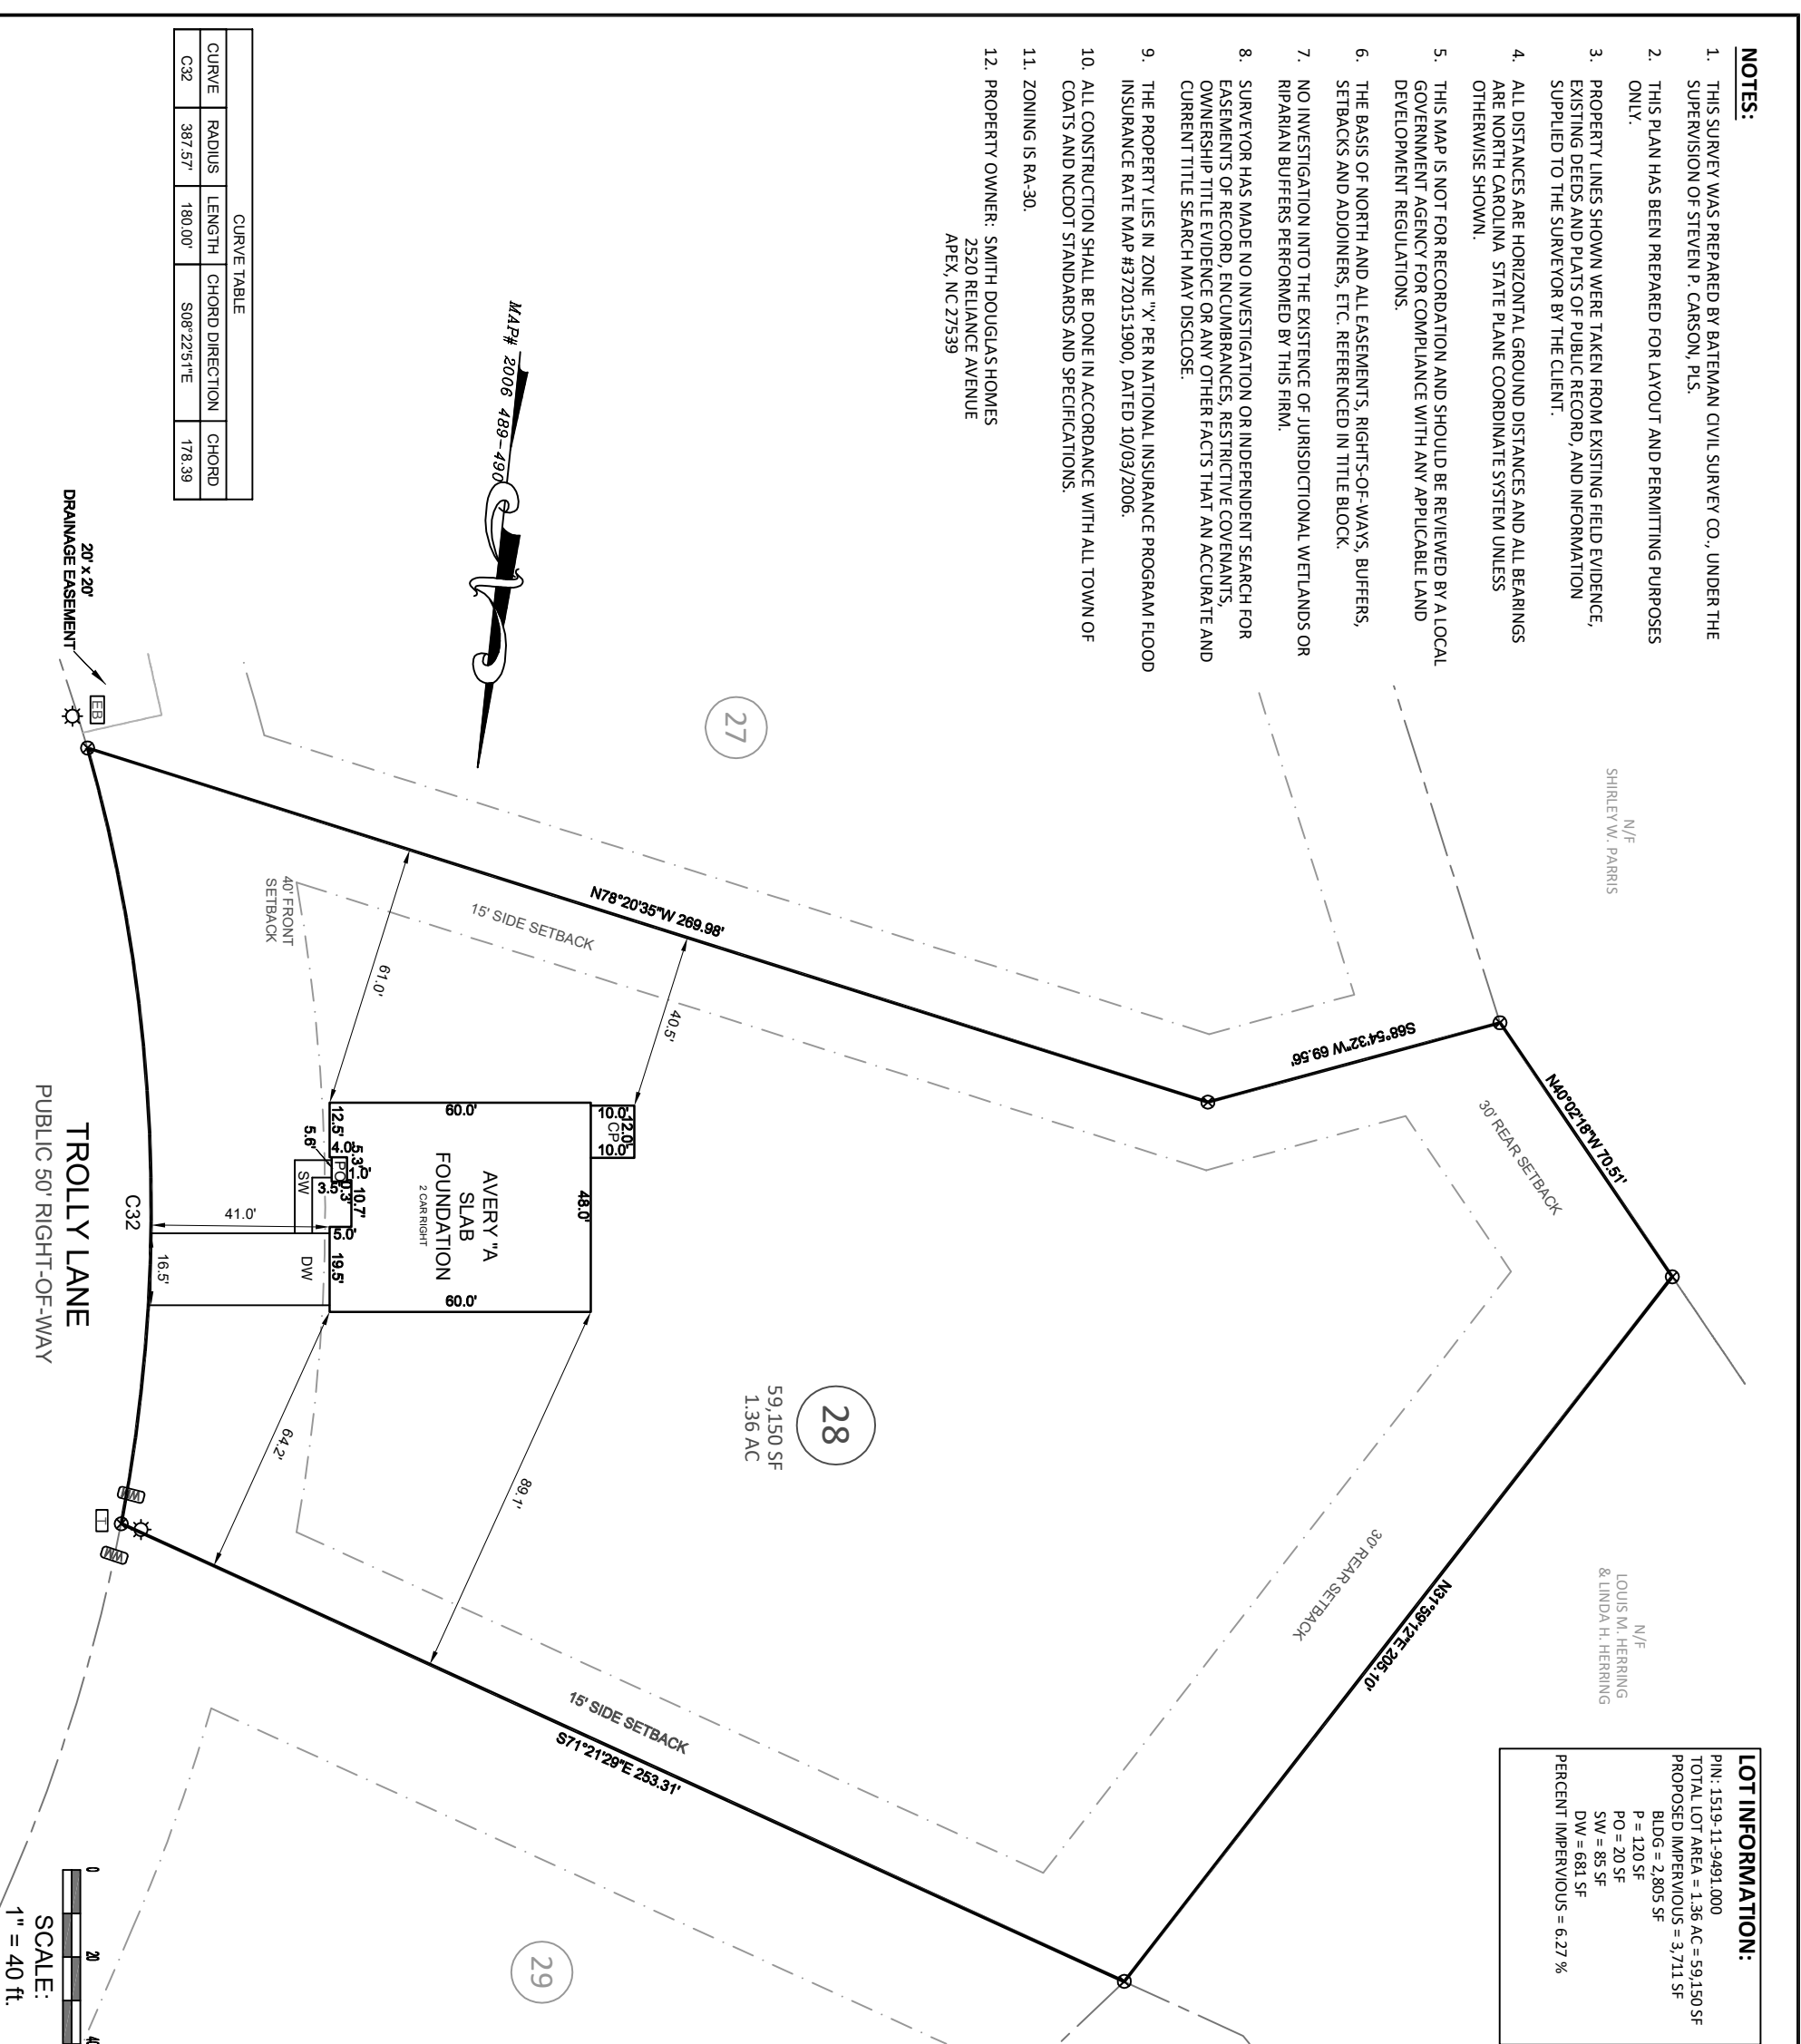 NOTES:
1. THIS SURVEY WAS PREPARED BY BATEMAN CIVIL SURVEY CO., UNDER THE
SUPERVISION OF STEVEN P. CARSON, PLS.
2. THIS PLAN HAS BEEN PREPARED FOR LAYOUT AND PERMITTING PURPOSES
ONLY.
3. PROPERTY LINES SHOWN WERE TAKEN FROM EXISTING FIELD EVIDENCE,
EXISTING DEEDS AND PLATS OF PUBLIC RECORD, AND INFORMATION
SUPPLIED TO THE SURVEYOR BY THE CLIENT.
4. ALL DISTANCES ARE HORIZONTAL GROUND DISTANCES AND ALL BEARINGS
ARE NORTH CAROLINA STATE PLANE COORDINATE SYSTEM UNLESS
OTHERWISE SHOWN.
5. THIS MAP IS NOT FOR RECORDATION AND SHOULD BE REVIEWED BY A LOCAL
GOVERNMENT AGENCY FOR COMPLIANCE WITH ANY APPLICABLE LAND
DEVELOPMENT REGULATIONS.
6. THE BASIS OF NORTH AND ALL EASEMENTS, RIGHTS-OF-WAYS, BUFFERS,
SETBACKS AND ADJOINERS, ETC. REFERENCED IN TITLE BLOCK.
7. NO INVESTIGATION INTO THE EXISTENCE OF JURISDICTIONAL WETLANDS OR
RIPARIAN BUFFERS PERFORMED BY THIS FIRM.
8. SURVEYOR HAS MADE NO INVESTIGATION OR INDEPENDENT SEARCH FOR
EASEMENTS OF RECORD, ENCUMBRANCES, RESTRICTIVE COVENANTS,
OWNERSHIP TITLE EVIDENCE OR ANY OTHER FACTS THAT AN ACCURATE AND
CURRENT TITLE SEARCH MAY DISCLOSE.
9. THE PROPERTY LIES IN ZONE "X' PER NATIONAL INSURANCE PROGRAM FLOOD
INSURANCE RATE MAP #3720151900, DATED 10/03/2006.
10. ALL CONSTRUCTION SHALL BE DONE IN ACCORDANCE WITH ALL TOWN OF
COATS AND NCDOT STANDARDS AND SPECIFICATIONS.
11. ZONING IS RA-30.
12. PROPERTY OWNER: SMITH DOUGLAS HOMES
2520 RELIANCE AVENUE
APEX, NC 27539
MAP# 2006 489-490
CURVE TABLE
CURVE RADIUS LENGTH CHORD DIRECTION CHORD
C32 387.57' 180.00' S08°22'51"E 178.39
20' x 20'
DRAINAGE EASEMENT
EB
N/F
SHIRLEY W. PARRIS
27
N78°20'35"W 269.98'
15' SIDE SETBACK
40' FRONT
SETBACK
61.0'
40.5'
S68°54'32"W 69.56'
N40°02'18"W 70.51'
30' REAR SETBACK
10.0'
12.0'
CP
10.0'
60.0'
48.0'
AVERY "A
SLAB
FOUNDATION
2 CAR RIGHT
60.0'
12.5'
4.0'
5.3'
5.6'
PO
1.0'
0.3'
3.5'
10.7'
5.0'
19.5'
SW
DW
41.0'
16.5'
C32
TROLLY LANE
PUBLIC 50' RIGHT-OF-WAY
64.2'
89.1'
28
59,150 SF
1.36 AC
30' REAR SETBACK
N31°59'12"E 205.10'
N/F
LOUIS M. HERRING
& LINDA H. HERRING
15' SIDE SETBACK
S71°21'29"E 253.31'
WM
T
WM
29
LOT INFORMATION:
PIN: 1519-11-9491.000
TOTAL LOT AREA = 1.36 AC = 59,150 SF
PROPOSED IMPERVIOUS = 3,711 SF
BLDG = 2,805 SF
P = 120 SF
PO = 20 SF
SW = 85 SF
DW = 681 SF
PERCENT IMPERVIOUS = 6.27 %
0 20 40
SCALE:
1" = 40 ft.